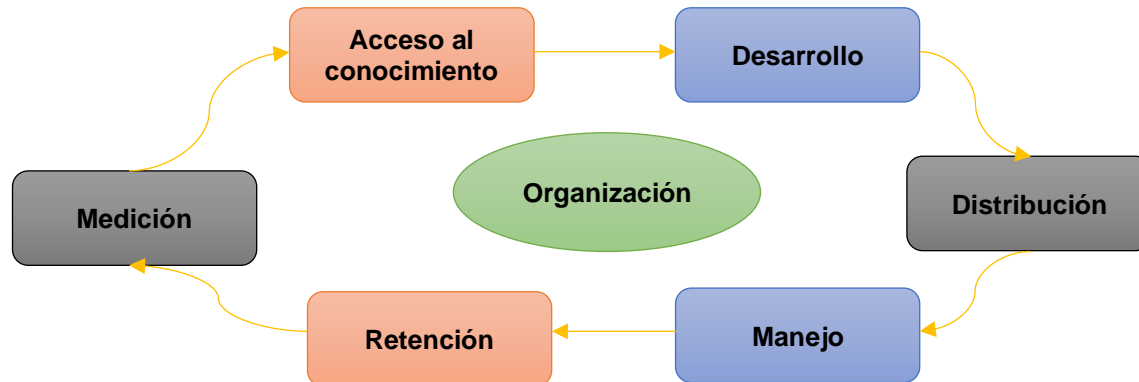 Acceso al
conocimiento
Desarrollo
Medición
Organización
Distribución
Retención
Manejo